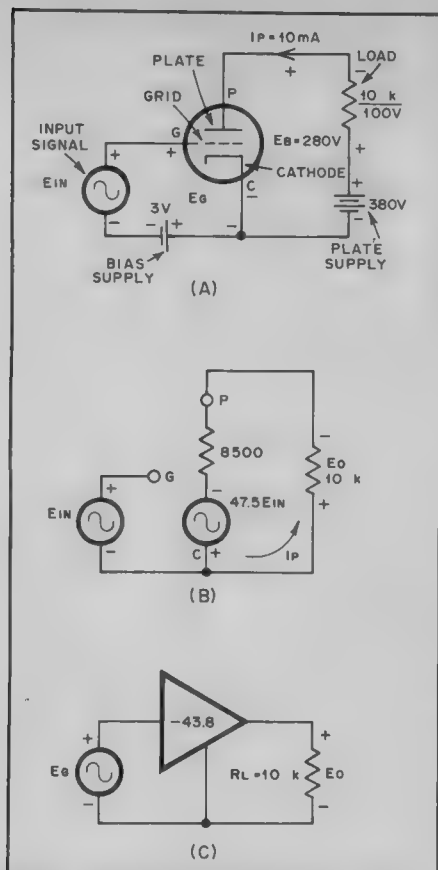 IP = 10mA
PLATE
P
LOAD
GRID
10 k
100V
INPUT
SIGNAL
G
EB = 280V
EIN
CATHODE
EG
C
3V
380V
BIAS
SUPPLY
PLATE
SUPPLY
(A)
P
8500
G
EO
10 k
EIN
47.5EIN
C
IP
(B)
-43.8
EG
RL = 10 k
EO
(C)